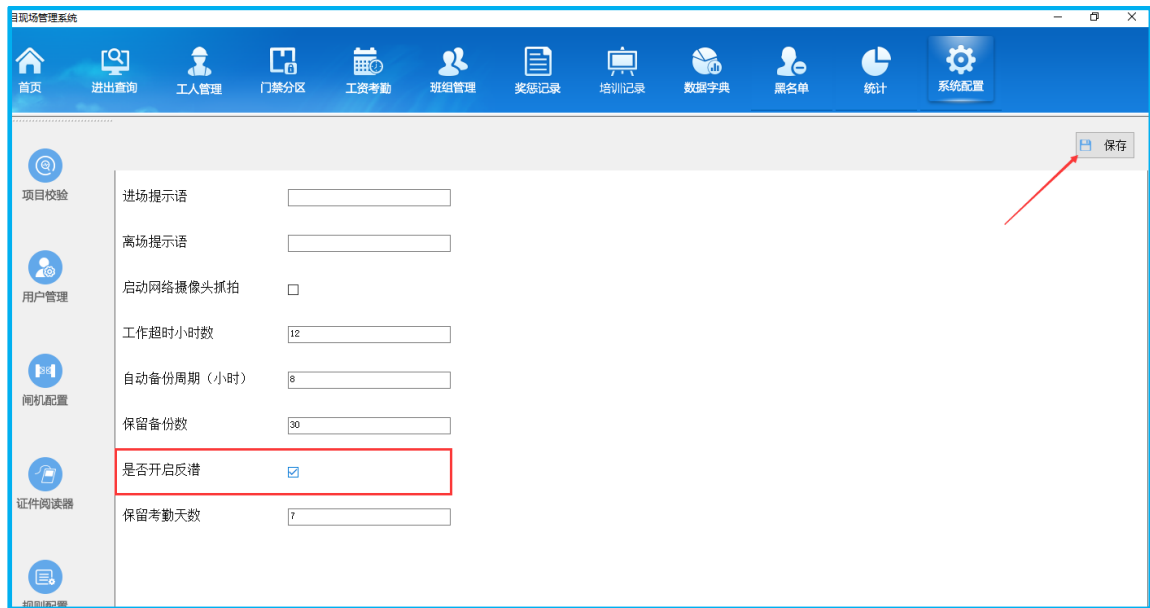 目现场管理系统
首页
进出查询
工人管理
门禁分区
工资考勤
班组管理
奖惩记录
培训记录
数据字典
黑名单
统计
系统配置
保存
项目校验
用户管理
闸机配置
证件阅读器
规则配置
进场提示语
离场提示语
启动网络摄像头抓拍
工作超时小时数 12
自动备份周期（小时） 8
保留备份数 30
是否开启反潜
保留考勤天数 7